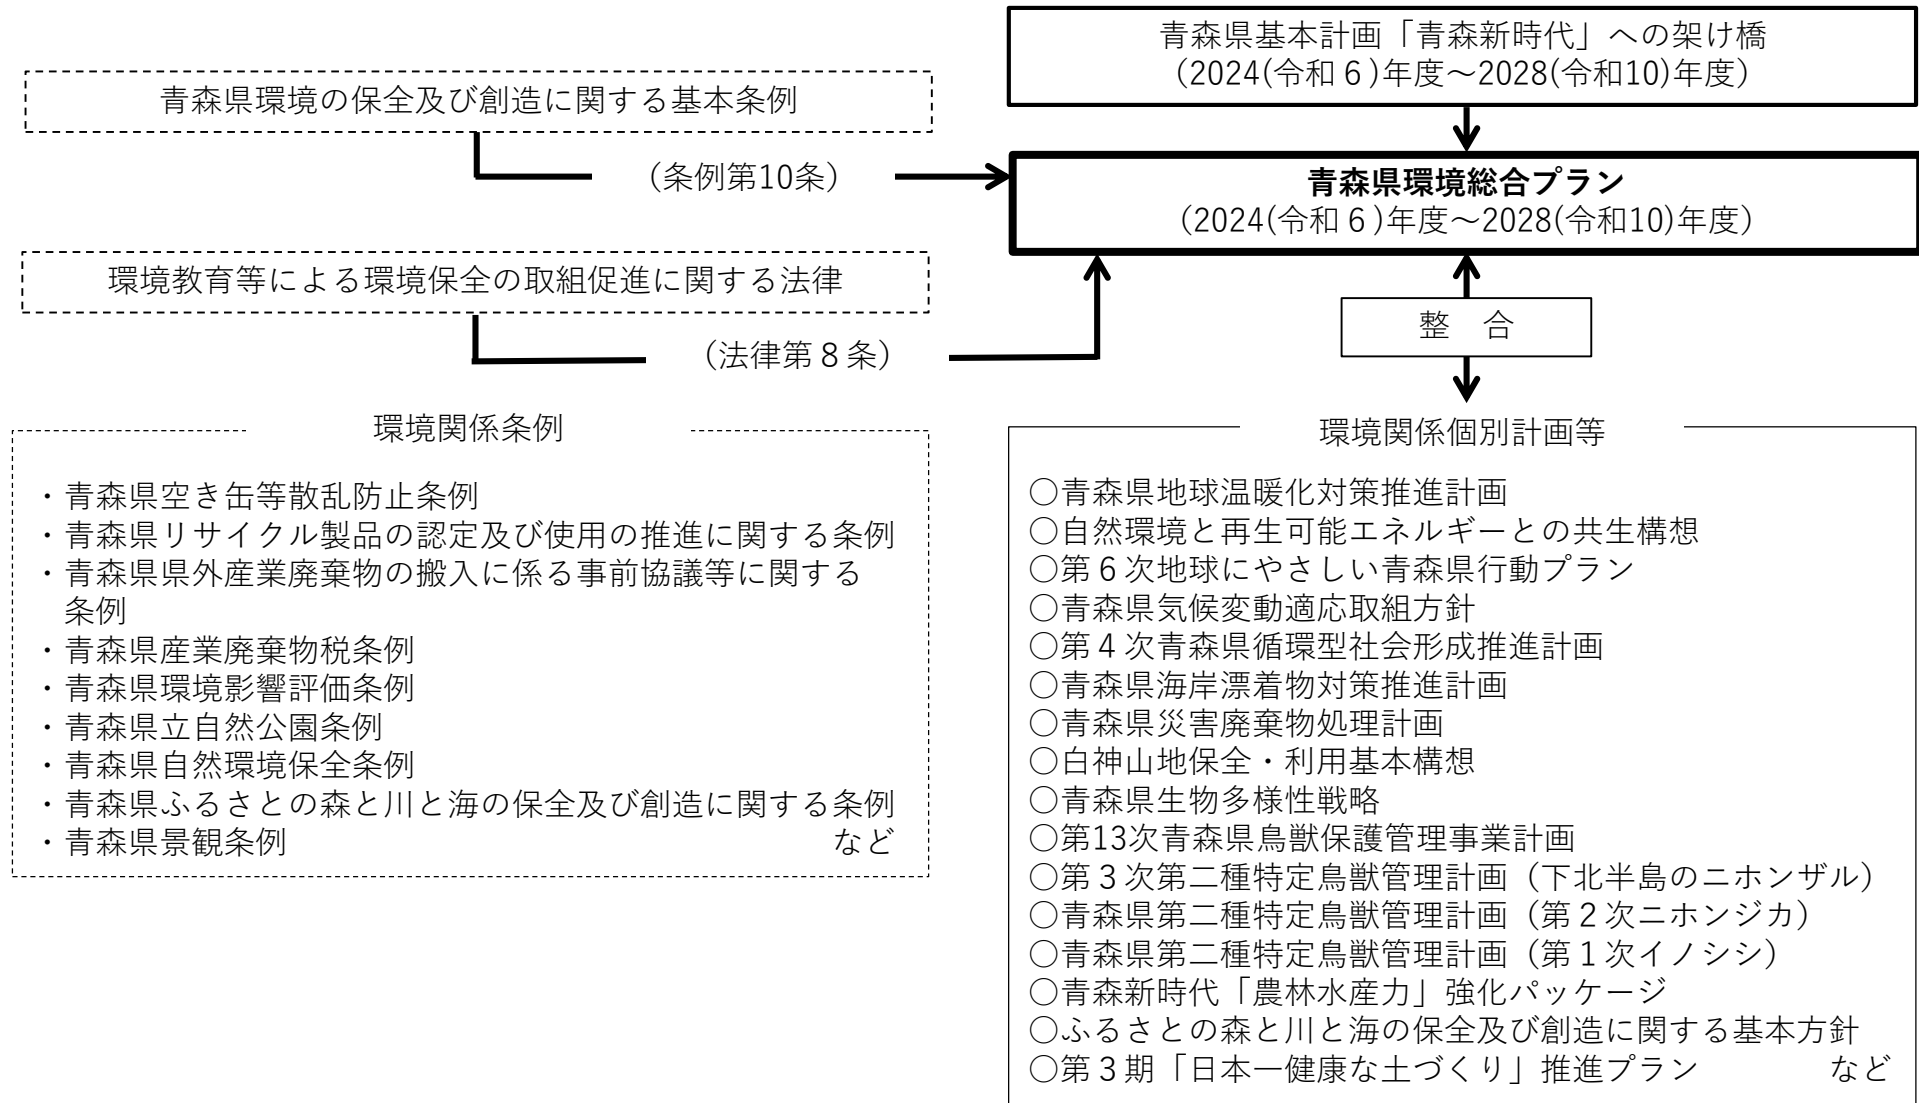 青森県基本計画「青森新時代」への架け橋
（2024(令和６)年度～2028(令和10)年度）
青森県環境の保全及び創造に関する基本条例
（条例第10条）
青森県環境総合プラン
（2024(令和６)年度～2028(令和10)年度）
環境教育等による環境保全の取組促進に関する法律
（法律第８条）
整　合
環境関係条例
・青森県空き缶等散乱防止条例
・青森県リサイクル製品の認定及び使用の推進に関する条例
・青森県県外産業廃棄物の搬入に係る事前協議等に関する
条例
・青森県産業廃棄物税条例
・青森県環境影響評価条例
・青森県立自然公園条例
・青森県自然環境保全条例
・青森県ふるさとの森と川と海の保全及び創造に関する条例
・青森県景観条例　など
環境関係個別計画等
○青森県地球温暖化対策推進計画
○自然環境と再生可能エネルギーとの共生構想
○第６次地球にやさしい青森県行動プラン
○青森県気候変動適応取組方針
○第４次青森県循環型社会形成推進計画
○青森県海岸漂着物対策推進計画
○青森県災害廃棄物処理計画
○白神山地保全・利用基本構想
○青森県生物多様性戦略
○第13次青森県鳥獣保護管理事業計画
○第３次第二種特定鳥獣管理計画（下北半島のニホンザル）
○青森県第二種特定鳥獣管理計画（第２次ニホンジカ）
○青森県第二種特定鳥獣管理計画（第１次イノシシ）
○青森新時代「農林水産力」強化パッケージ
○ふるさとの森と川と海の保全及び創造に関する基本方針
○第３期「日本一健康な土づくり」推進プラン　など